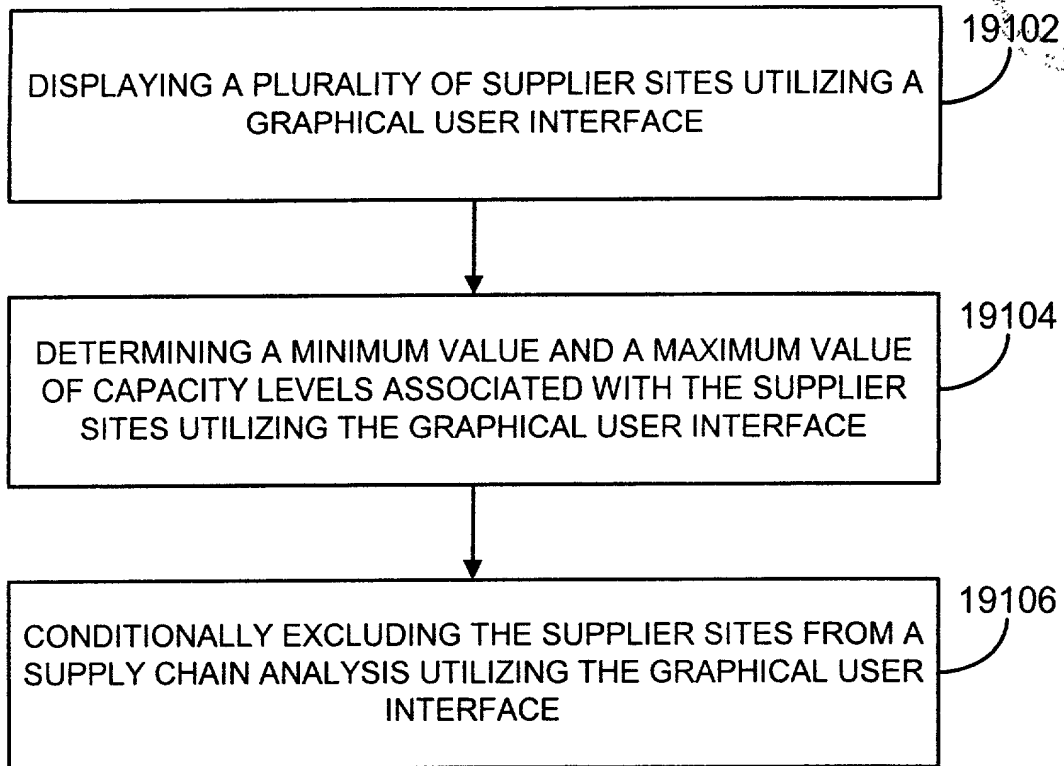 19102
DISPLAYING A PLURALITY OF SUPPLIER SITES UTILIZING A
GRAPHICAL USER INTERFACE
19104
DETERMINING A MINIMUM VALUE AND A MAXIMUM VALUE
OF CAPACITY LEVELS ASSOCIATED WITH THE SUPPLIER
SITES UTILIZING THE GRAPHICAL USER INTERFACE
19106
CONDITIONALLY EXCLUDING THE SUPPLIER SITES FROM A
SUPPLY CHAIN ANALYSIS UTILIZING THE GRAPHICAL USER
INTERFACE